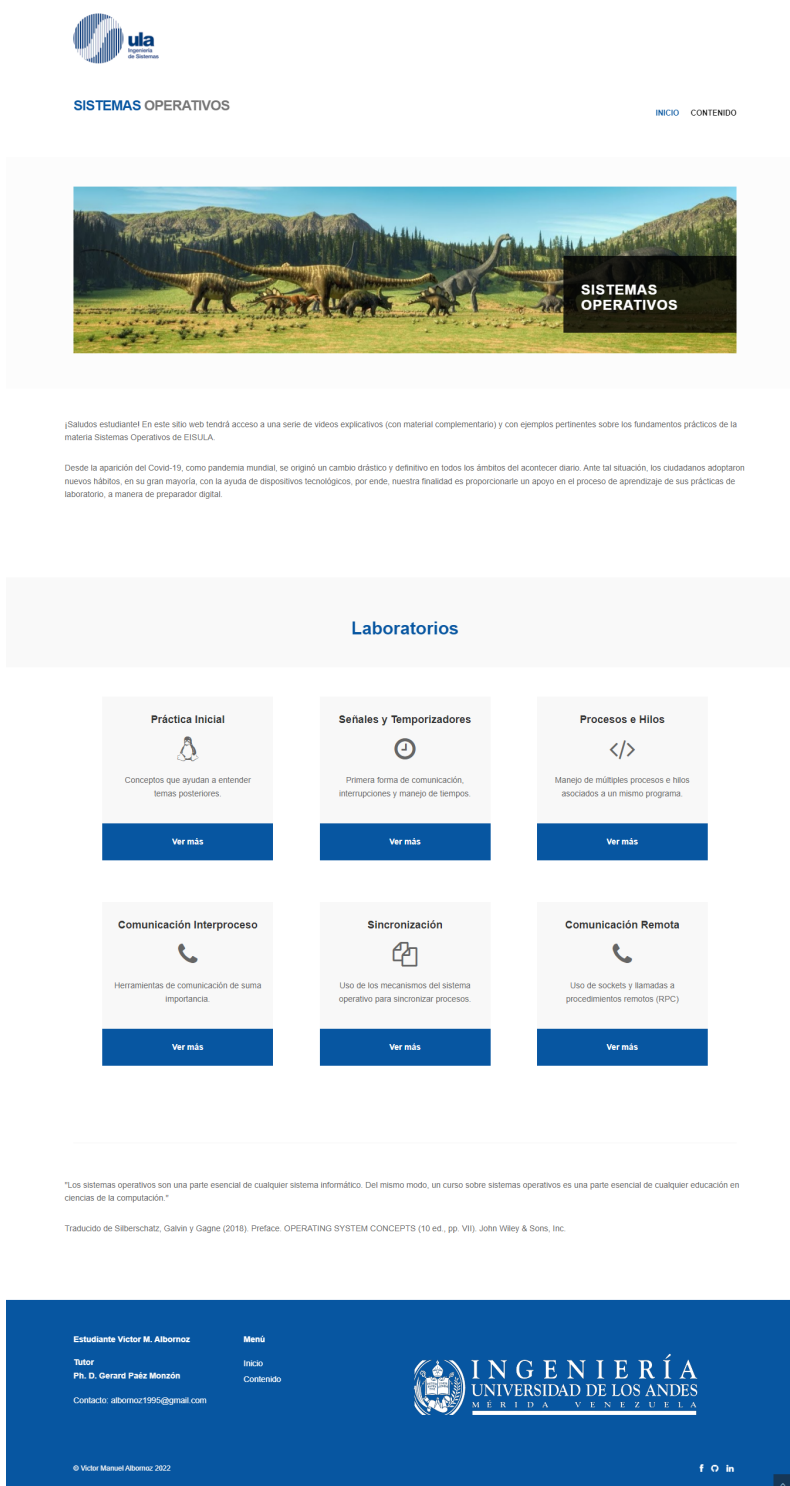 ula
Ingeniería
de Sistemas
SISTEMAS OPERATIVOS
INICIO CONTENIDO
SISTEMAS
OPERATIVOS
¡Saludos estudiante! En este sitio web tendrá acceso a una serie de videos explicativos (con material complementario) y con ejemplos pertinentes sobre los fundamentos prácticos de la
materia Sistemas Operativos de EISULA.
Desde la aparición del Covid-19, como pandemia mundial, se originó un cambio drástico y definitivo en todos los ámbitos del acontecer diario. Ante tal situación, los ciudadanos adoptaron
nuevos hábitos, en su gran mayoría, con la ayuda de dispositivos tecnológicos, por ende, nuestra finalidad es proporcionarle un apoyo en el proceso de aprendizaje de sus prácticas de
laboratorio, a manera de preparador digital.
Laboratorios
Práctica Inicial
Conceptos que ayudan a entender
temas posteriores.
Ver más
Señales y Temporizadores
Primera forma de comunicación,
interrupciones y manejo de tiempos.
Ver más
Procesos e Hilos
</>
Manejo de múltiples procesos e hilos
asociados a un mismo programa.
Ver más
Comunicación Interproceso
Herramientas de comunicación de suma
importancia.
Ver más
Sincronización
Uso de los mecanismos del sistema
operativo para sincronizar procesos.
Ver más
Comunicación Remota
Uso de sockets y llamadas a
procedimientos remotos (RPC)
Ver más
"Los sistemas operativos son una parte esencial de cualquier sistema informático. Del mismo modo, un curso sobre sistemas operativos es una parte esencial de cualquier educación en
ciencias de la computación."
Traducido de Silberschatz, Galvin y Gagne (2018). Preface. OPERATING SYSTEM CONCEPTS (10 ed., pp. VII). John Wiley & Sons, Inc.
Estudiante Victor M. Albornoz
Tutor
Ph. D. Gerard Paéz Monzón
Contacto: albornoz1995@gmail.com
Menú
Inicio
Contenido
INGENIERÍA
UNIVERSIDAD DE LOS ANDES
MÉRIDA VENEZUELA
© Victor Manuel Albornoz 2022